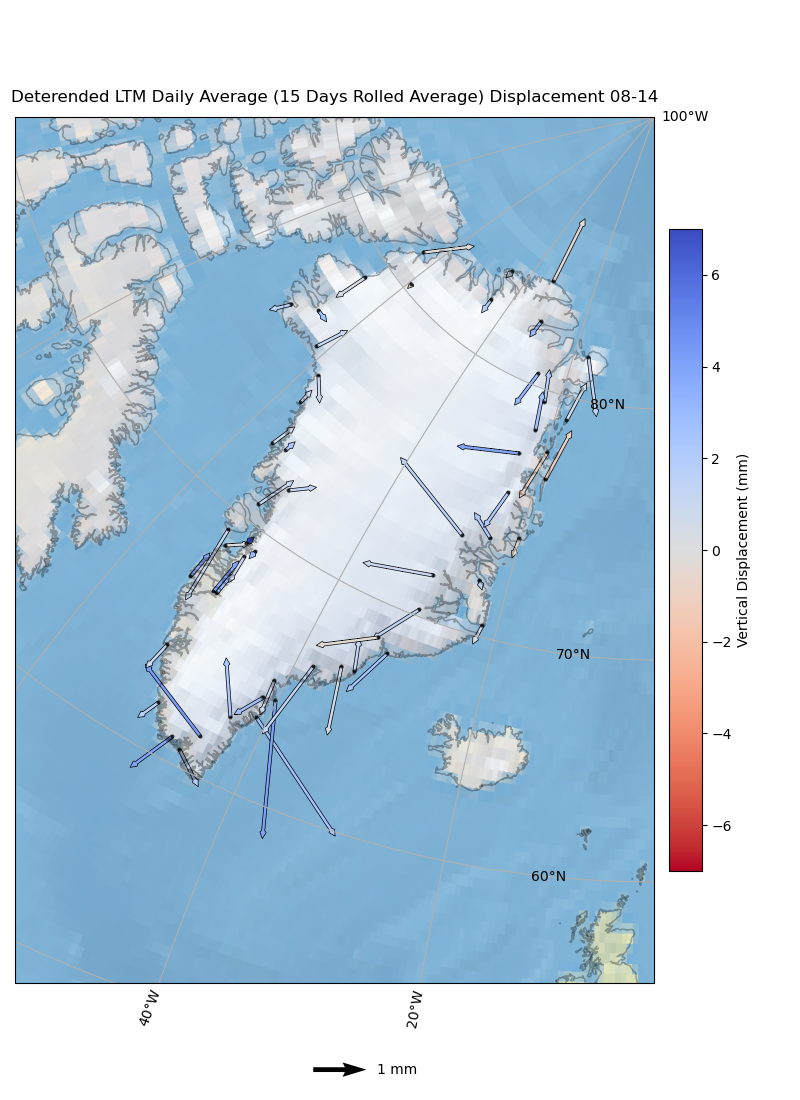 Deterended LTM Daily Average (15 Days Rolled Average) Displacement 08-14
100°W
6
4
80°N
2
0
Vertical Displacement (mm)
−2
70°N
−4
−6
60°N
40°W
20°W
1 mm